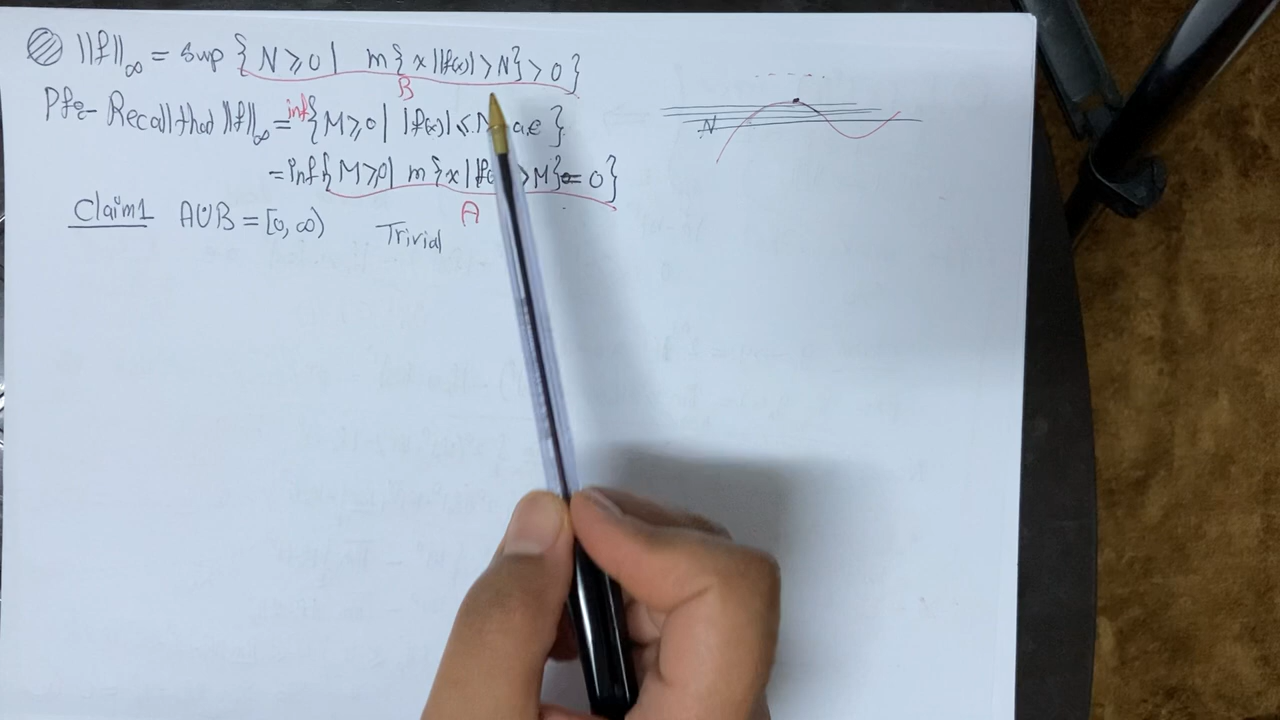 ||f||∞ = Sup { N ≥ 0 | m{ x | |f(x)| > N } > 0 }
B
Pf:- Recall that ||f||∞ = inf { M ≥ 0 | |f(x)| ≤ M a.e }
= Inf { M ≥ 0 | m{ x | |f(x)| > M } = 0 }
A
Claim1 A∪B = [0, ∞) Trivial
N